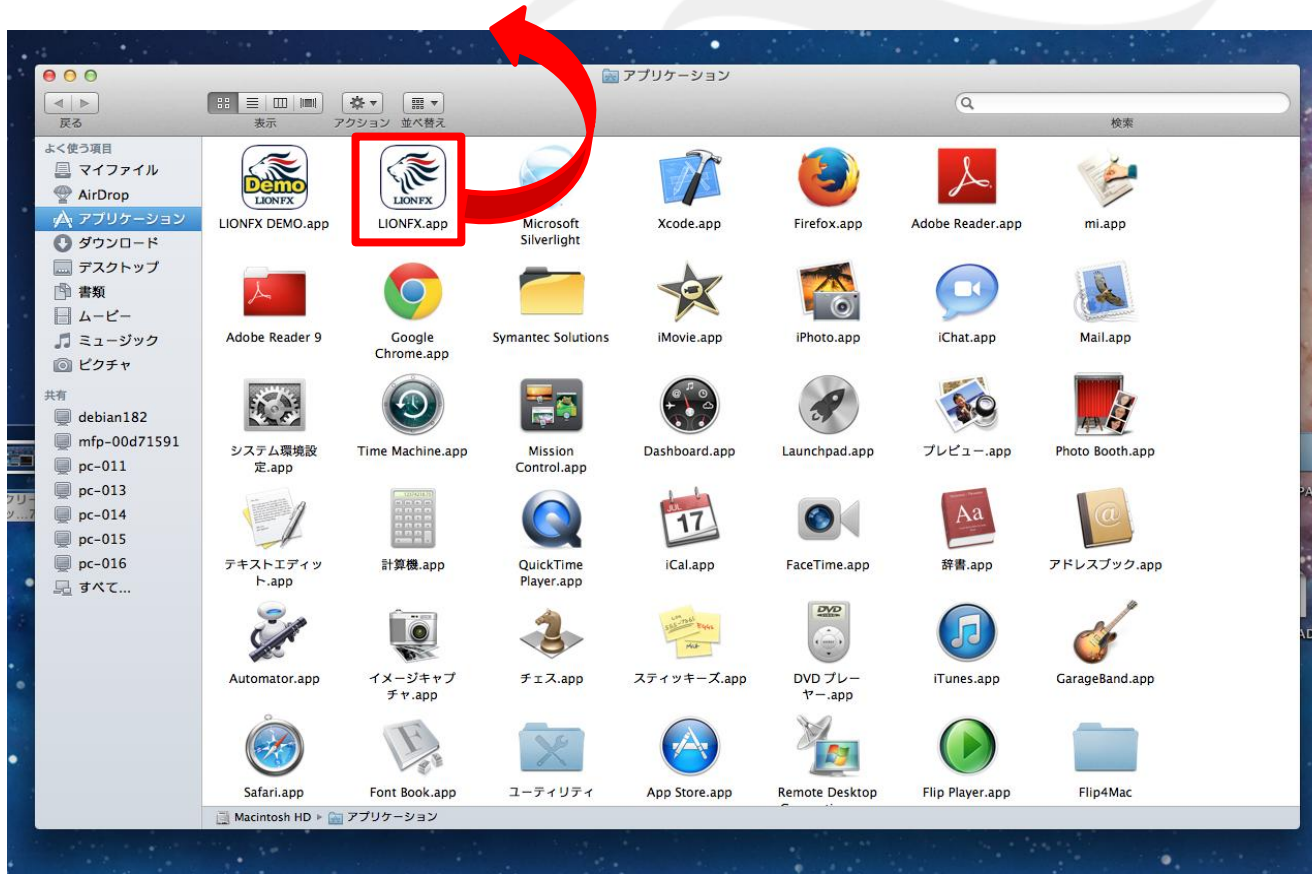 アプリケーション
戻る
表示
アクション
並べ替え
検索
よく使う項目
マイファイル
AirDrop
アプリケーション
ダウンロード
デスクトップ
書類
ムービー
ミュージック
ピクチャ
共有
debian182
mfp-00d71591
pc-011
pc-013
pc-014
pc-015
pc-016
すべて...
Demo
LIONFX
LIONFX
LIONFX DEMO.app
LIONFX.app
Microsoft
Silverlight
Xcode.app
Firefox.app
Adobe Reader.app
mi.app
Adobe Reader 9
Google
Chrome.app
Symantec Solutions
iMovie.app
iPhoto.app
iChat.app
Mail.app
システム環境設
定.app
Time Machine.app
Mission
Control.app
Dashboard.app
Launchpad.app
プレビュー.app
Photo Booth.app
JUL
17
Aa
@
テキストエディッ
ト.app
計算機.app
QuickTime
Player.app
iCal.app
FaceTime.app
辞書.app
アドレスブック.app
DVD
Automator.app
イメージキャプ
チャ.app
チェス.app
スティッキーズ.app
DVD プレー
ヤー.app
iTunes.app
GarageBand.app
F
Safari.app
Font Book.app
ユーティリティ
App Store.app
Remote Desktop
Flip Player.app
Flip4Mac
Macintosh HD
アプリケーション